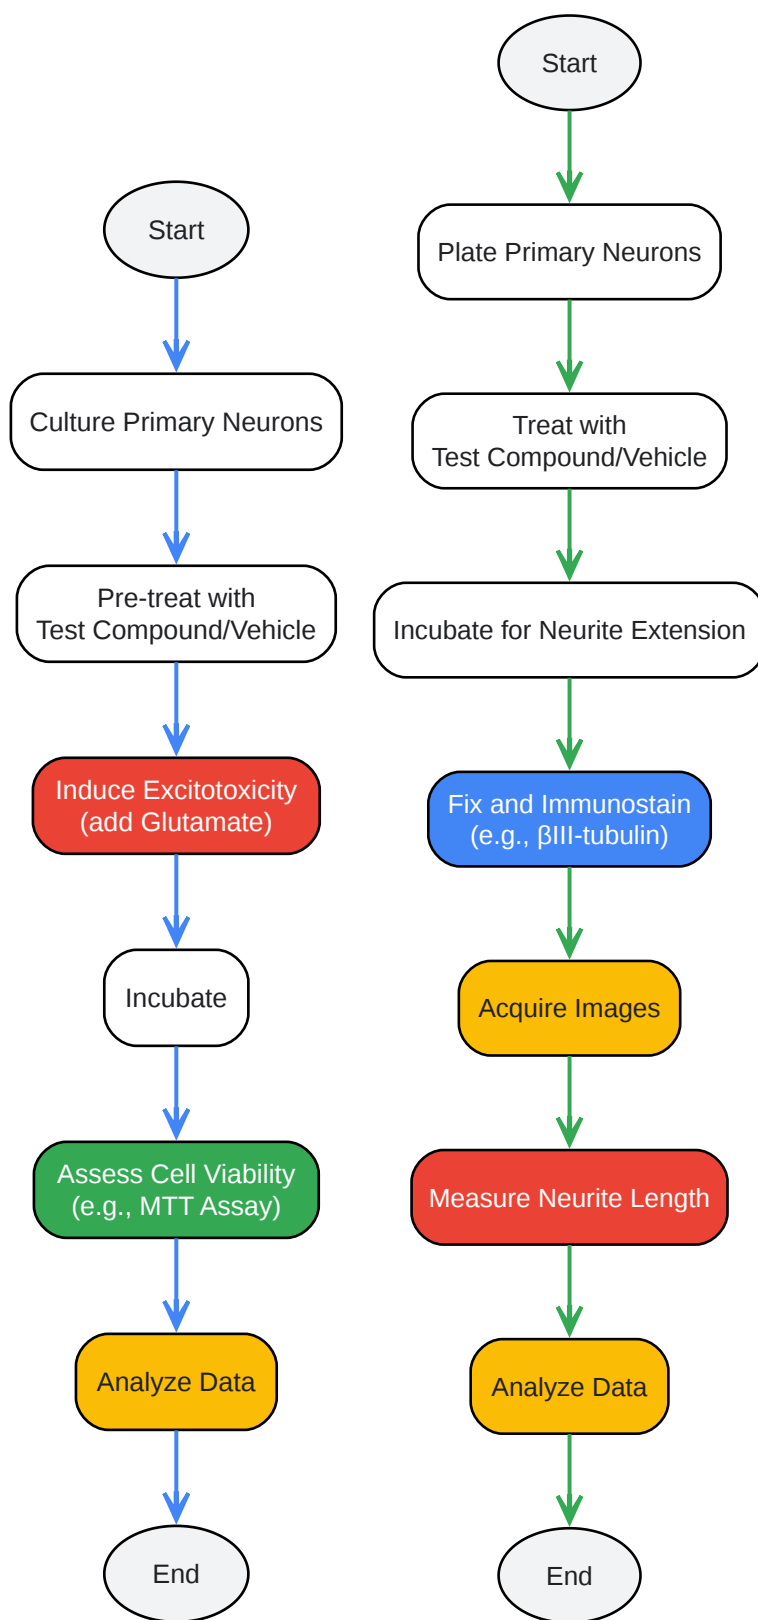 Start
Culture Primary Neurons
Pre-treat with
Test Compound/Vehicle
Induce Excitotoxicity
(add Glutamate)
Incubate
Assess Cell Viability
(e.g., MTT Assay)
Analyze Data
End
Start
Plate Primary Neurons
Treat with
Test Compound/Vehicle
Incubate for Neurite Extension
Fix and Immunostain
(e.g., βIII-tubulin)
Acquire Images
Measure Neurite Length
Analyze Data
End